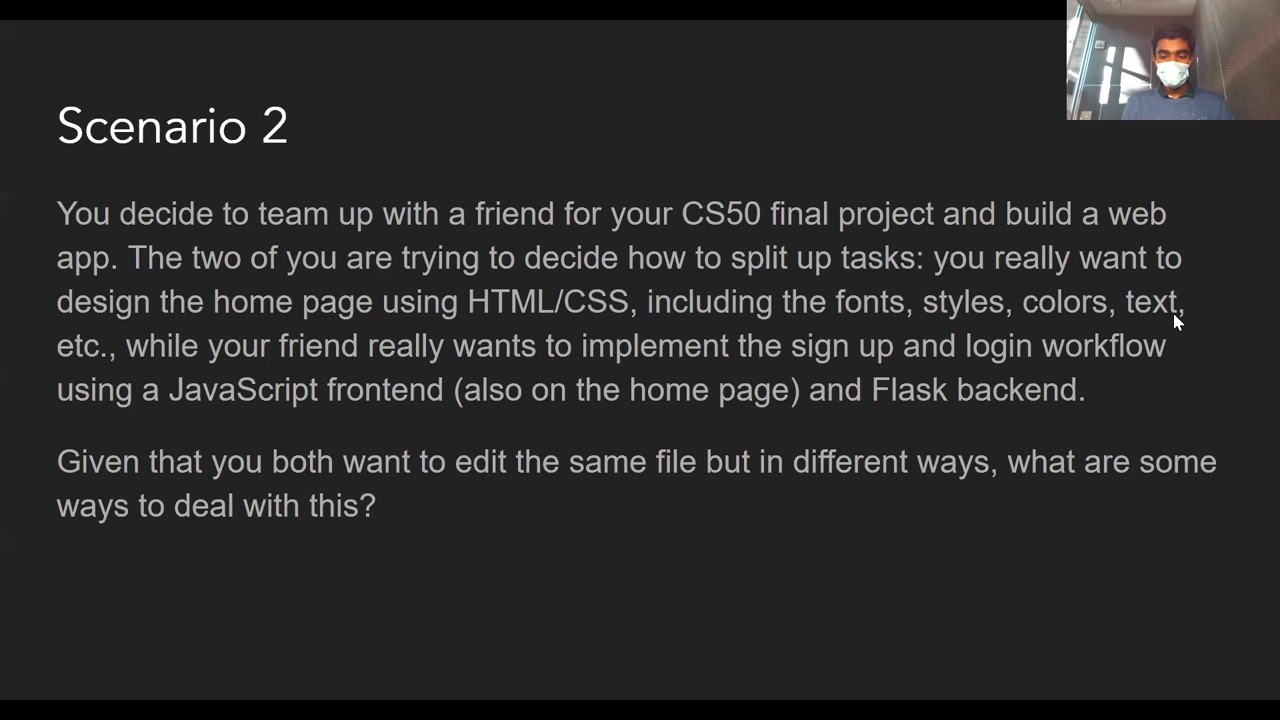 Scenario 2
You decide to team up with a friend for your CS50 final project and build a web
app. The two of you are trying to decide how to split up tasks: you really want to
design the home page using HTML/CSS, including the fonts, styles, colors, text,
etc., while your friend really wants to implement the sign up and login workflow
using a JavaScript frontend (also on the home page) and Flask backend.
Given that you both want to edit the same file but in different ways, what are some
ways to deal with this?